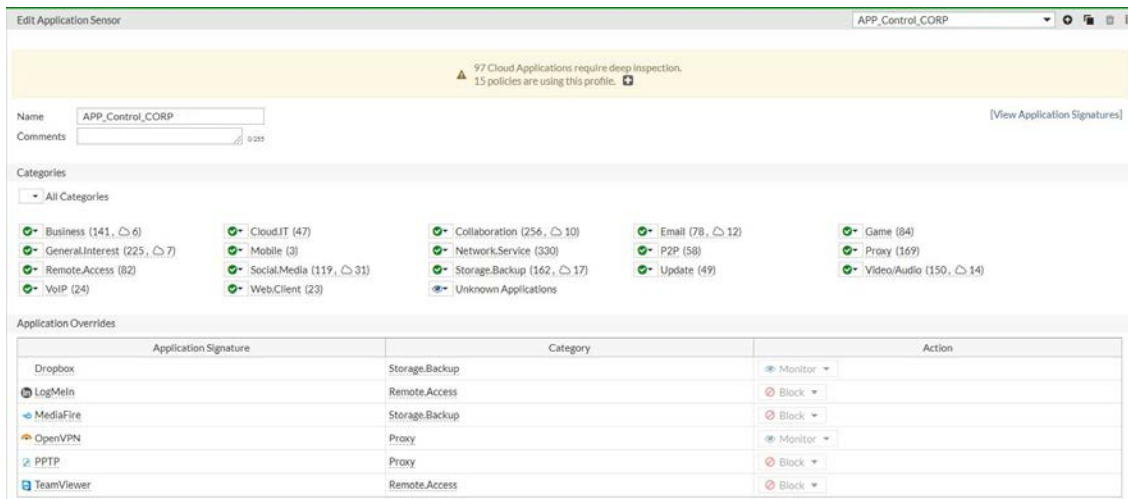 Edit Application Sensor APP_Control_CORP
97 Cloud Applications require deep inspection.
15 policies are using this profile.
Name APP_Control_CORP [View Application Signatures]
Comments 0/255
Categories
All Categories
Business (141, 6) Cloud.IT (47) Collaboration (256, 10) Email (78, 12) Game (84)
General.Interest (225, 7) Mobile (3) Network.Service (330) P2P (58) Proxy (169)
Remote.Access (82) Social.Media (119, 31) Storage.Backup (162, 17) Update (49) Video/Audio (150, 14)
VoIP (24) Web.Client (23) Unknown Applications
Application Overrides
Application Signature Category Action
Dropbox Storage.Backup Monitor
LogMeIn Remote.Access Block
MediaFire Storage.Backup Block
OpenVPN Proxy Monitor
PPTP Proxy Block
TeamViewer Remote.Access Block